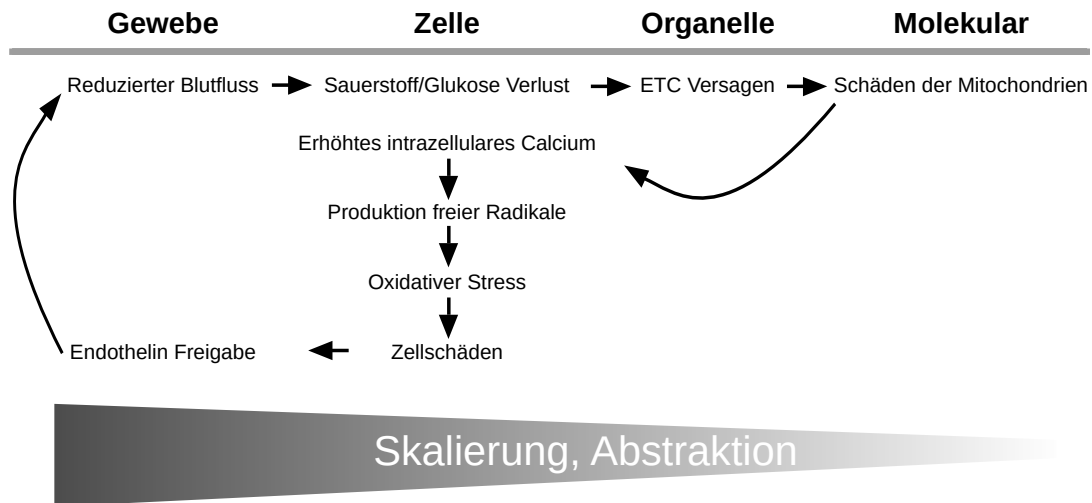 Gewebe Zelle Organelle Molekular
Reduzierter Blutfluss Sauerstoff/Glukose Verlust ETC Versagen Schäden der Mitochondrien
Erhöhtes intrazellulares Calcium
Produktion freier Radikale
Oxidativer Stress
Endothelin Freigabe Zellschäden
Skalierung, Abstraktion